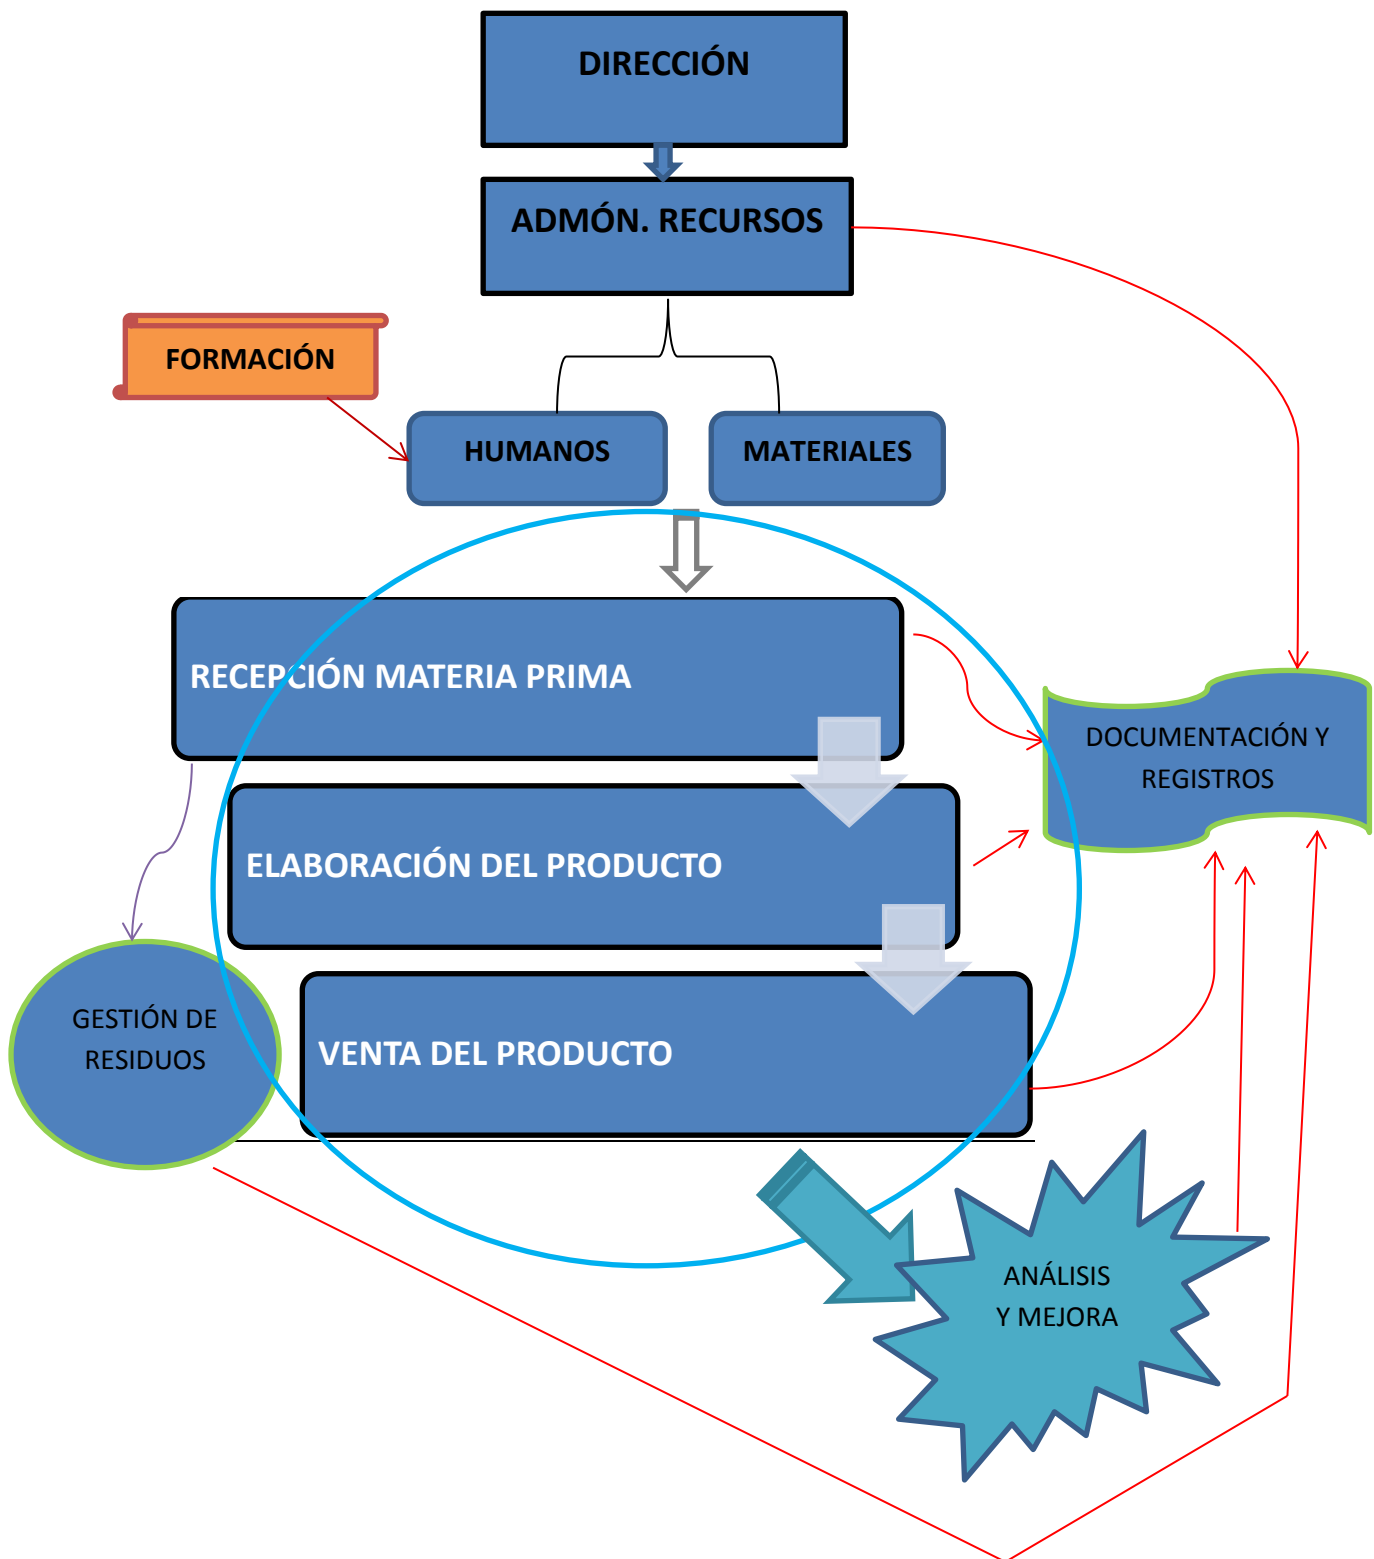 DIRECCIÓN
ADMÓN. RECURSOS
FORMACIÓN
HUMANOS
MATERIALES
RECEPCIÓN MATERIA PRIMA
DOCUMENTACIÓN Y
REGISTROS
ELABORACIÓN DEL PRODUCTO
GESTIÓN DE
RESIDUOS
VENTA DEL PRODUCTO
ANÁLISIS
Y MEJORA